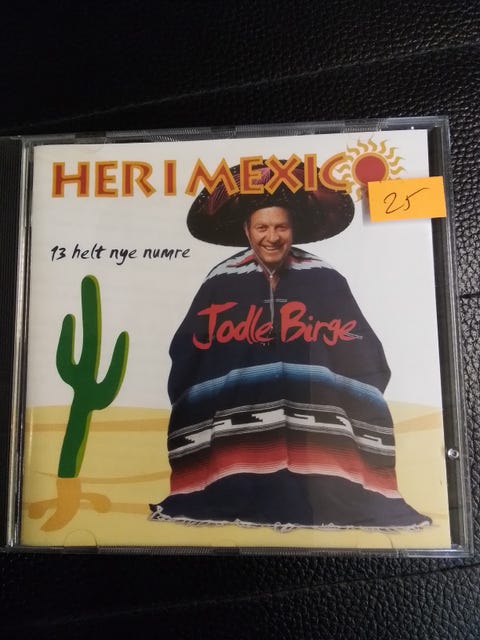 HER I MEXICO
25
13 helt nye numre
Jodle Birge